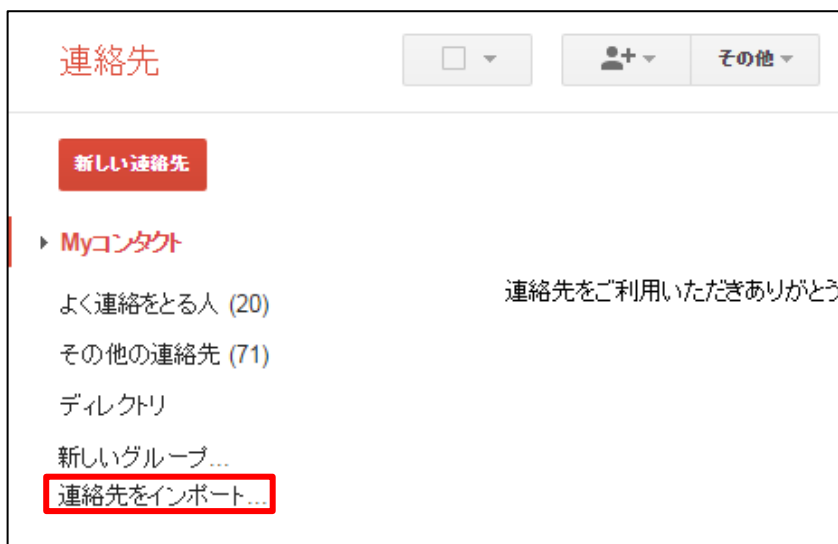 連絡先
その他
新しい連絡先
Myコンタクト
よく連絡をとる人 (20)
連絡先をご利用いただきありがとう
その他の連絡先 (71)
ディレクトリ
新しいグループ...
連絡先をインポート...